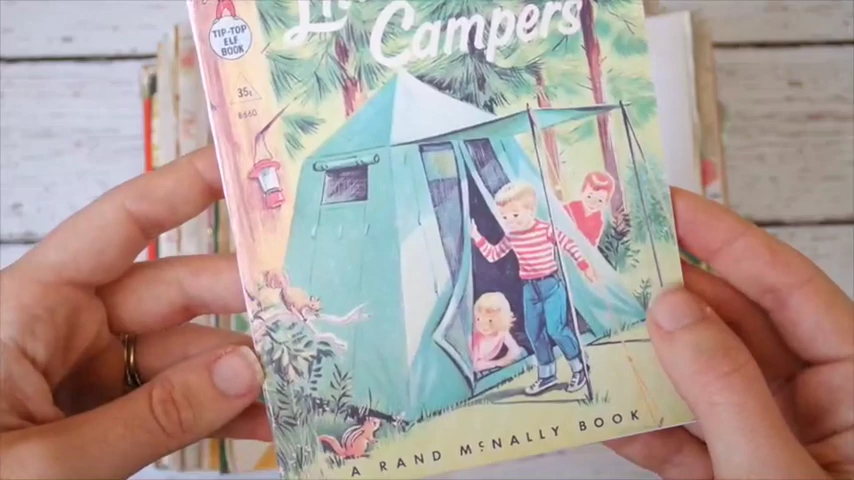 TIP-TOP
ELF
BOOK
Campers
35¢
8660
A RAND McNALLY BOOK